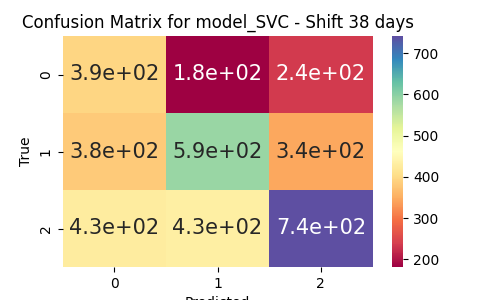 Confusion Matrix for model_SVC - Shift 38 days
True
0
3.9e+02 1.8e+02 2.4e+02
1
3.8e+02 5.9e+02 3.4e+02
2
4.3e+02 4.3e+02 7.4e+02
0 1 2
Predicted
700
600
500
400
300
200